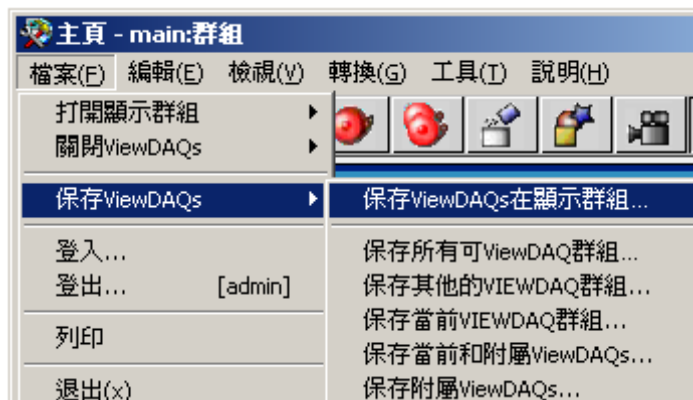 主頁 - main:群組
檔案(F) 編輯(E) 檢視(V) 轉換(G) 工具(T) 說明(H)
打開顯示群組
關閉ViewDAQs
保存ViewDAQs
保存ViewDAQs在顯示群組...
登入...
登出... [admin]
列印
退出(x)
保存所有可ViewDAQ群組...
保存其他的VIEWDAQ群組...
保存當前VIEWDAQ群組...
保存當前和附屬ViewDAQs...
保存附屬ViewDAQs...